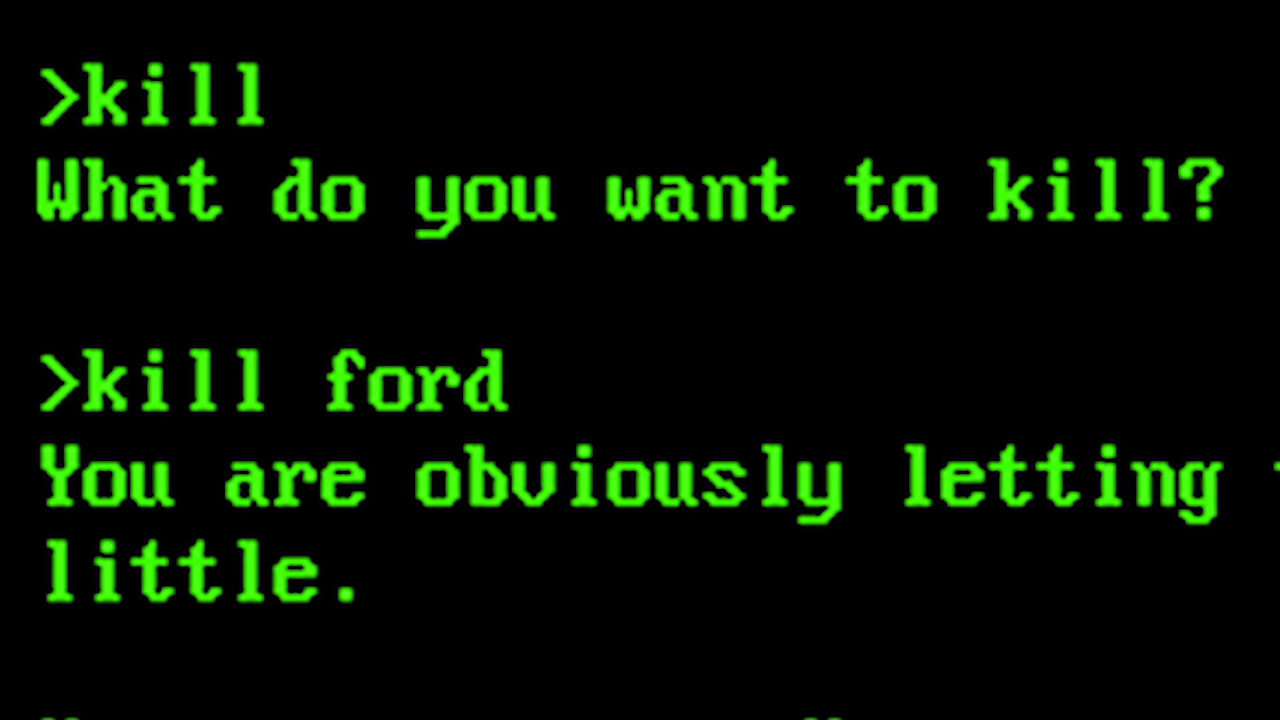 >kill
What do you want to kill?
>kill ford
You are obviously letting
little.